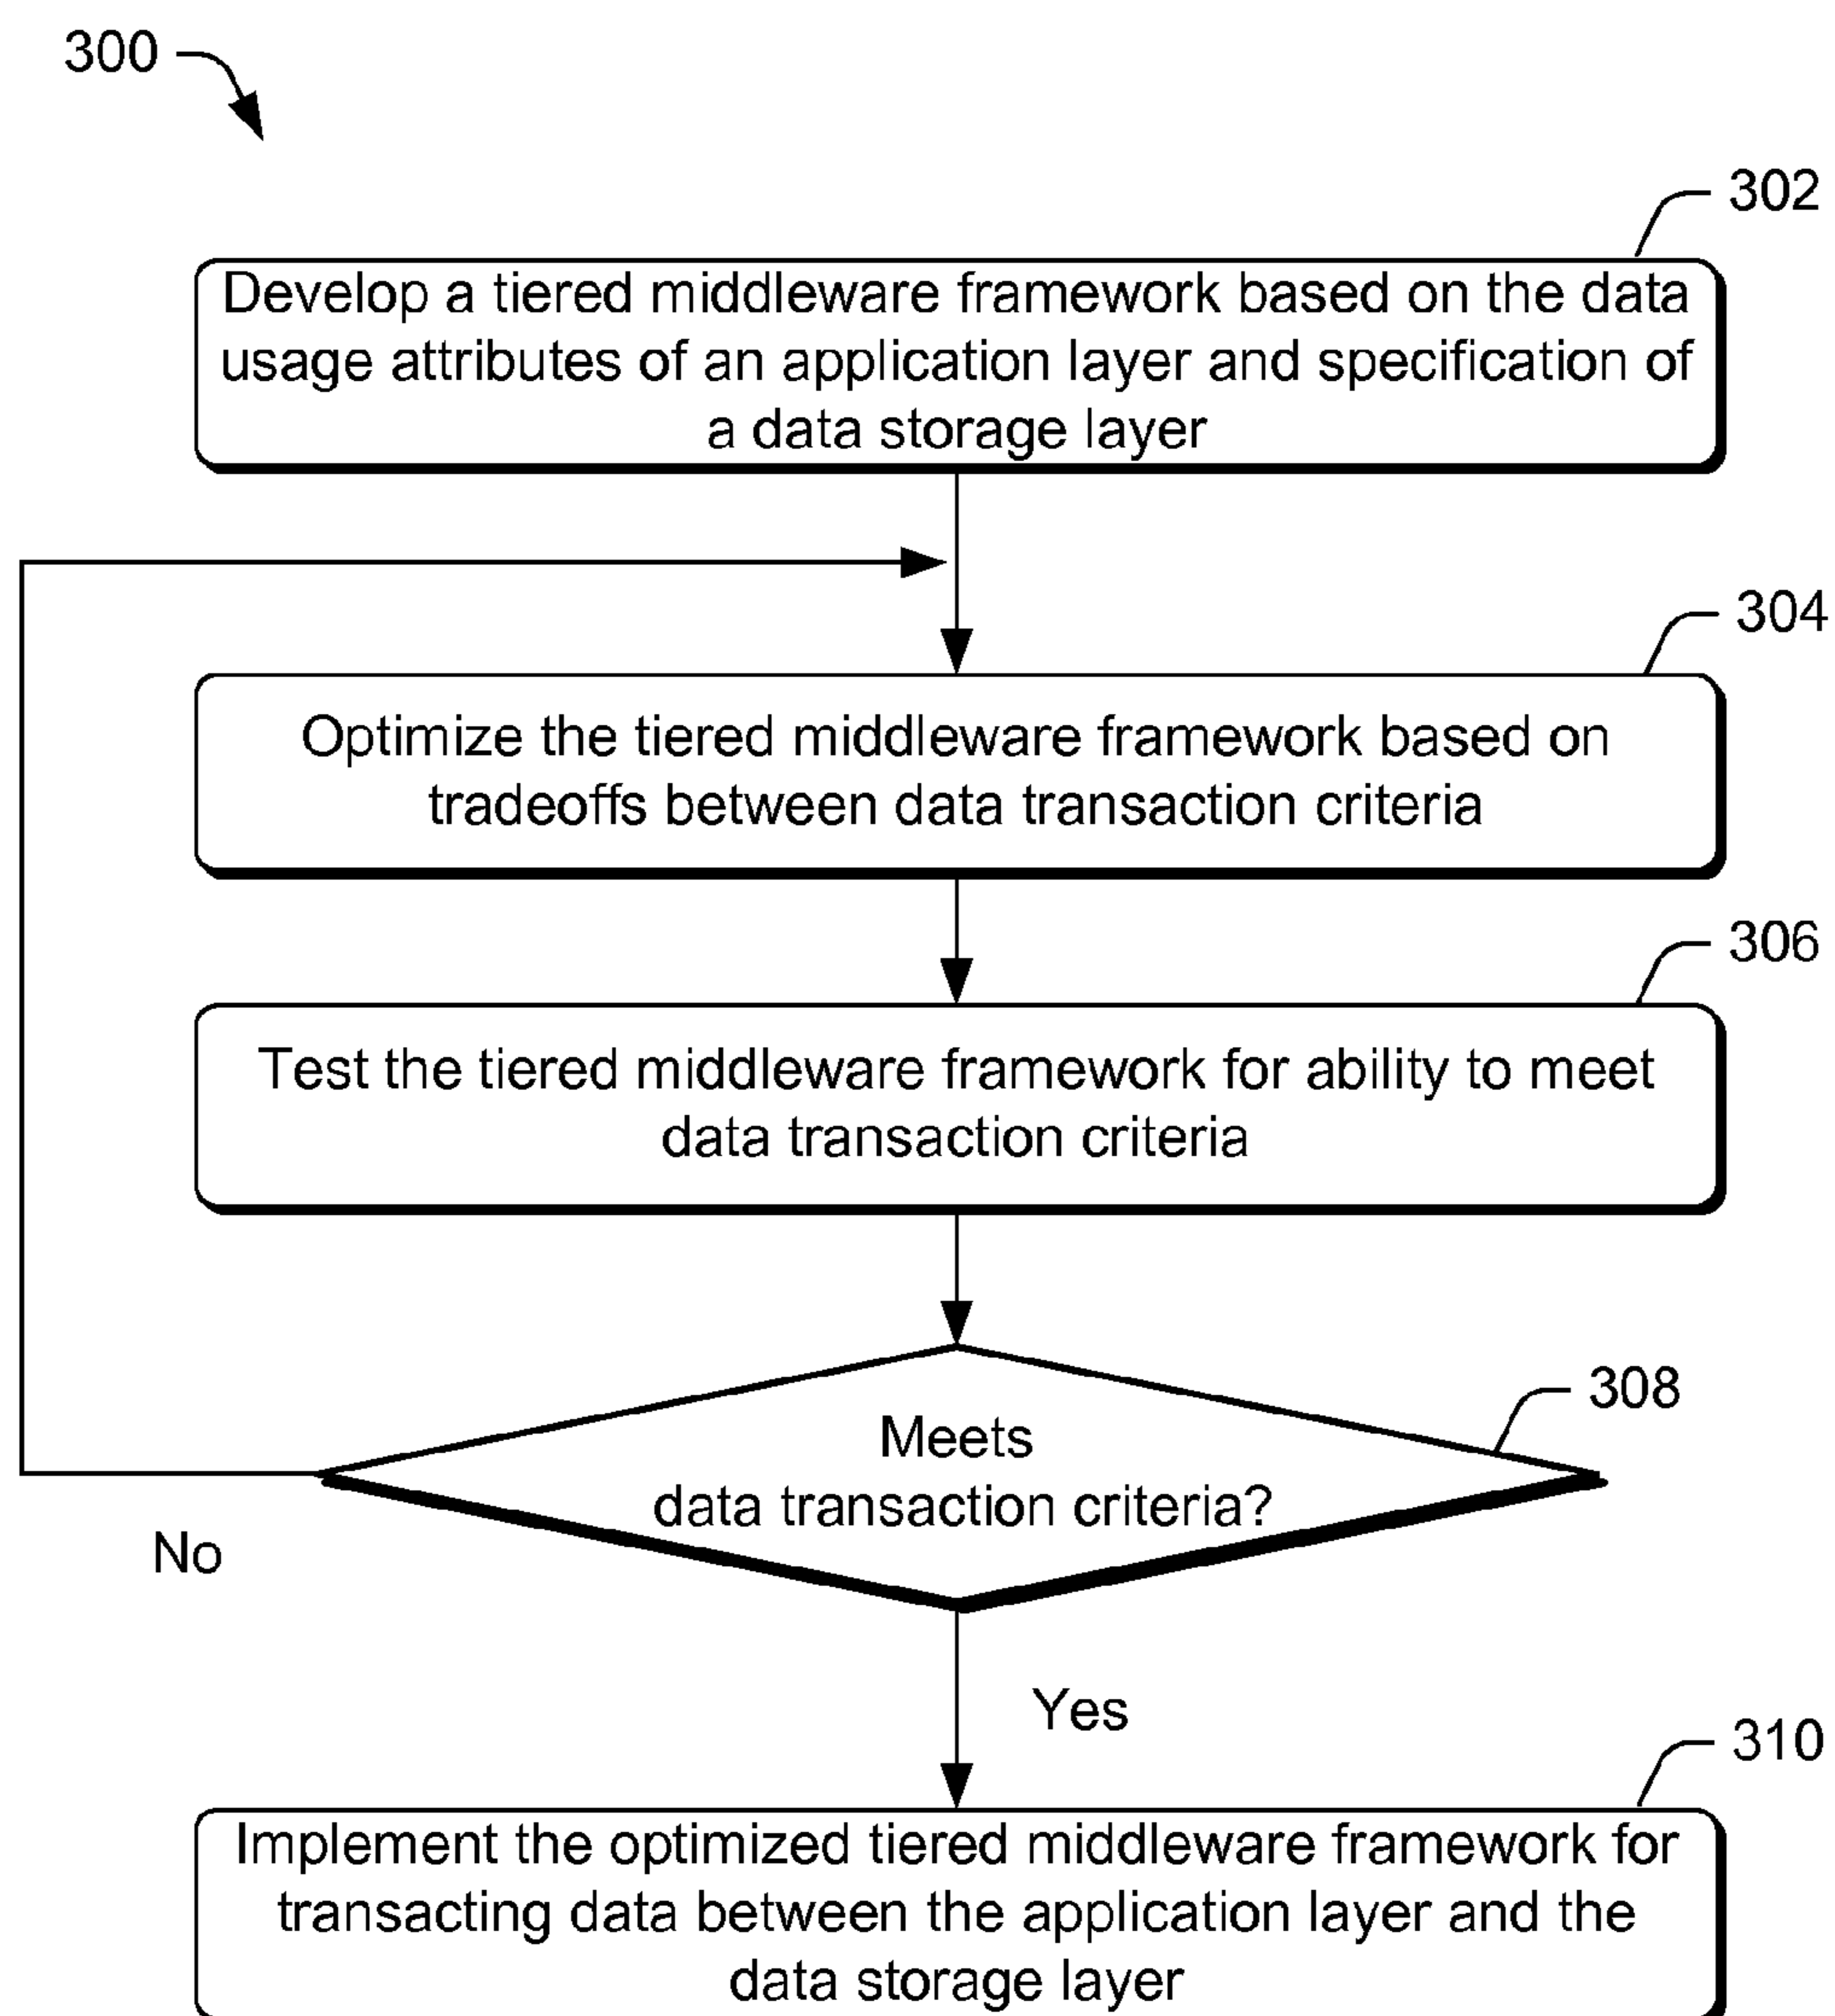 300
302
Develop a tiered middleware framework based on the data
usage attributes of an application layer and specification of
a data storage layer
304
Optimize the tiered middleware framework based on
tradeoffs between data transaction criteria
306
Test the tiered middleware framework for ability to meet
data transaction criteria
308
Meets
data transaction criteria?
No
Yes
310
Implement the optimized tiered middleware framework for
transacting data between the application layer and the
data storage layer